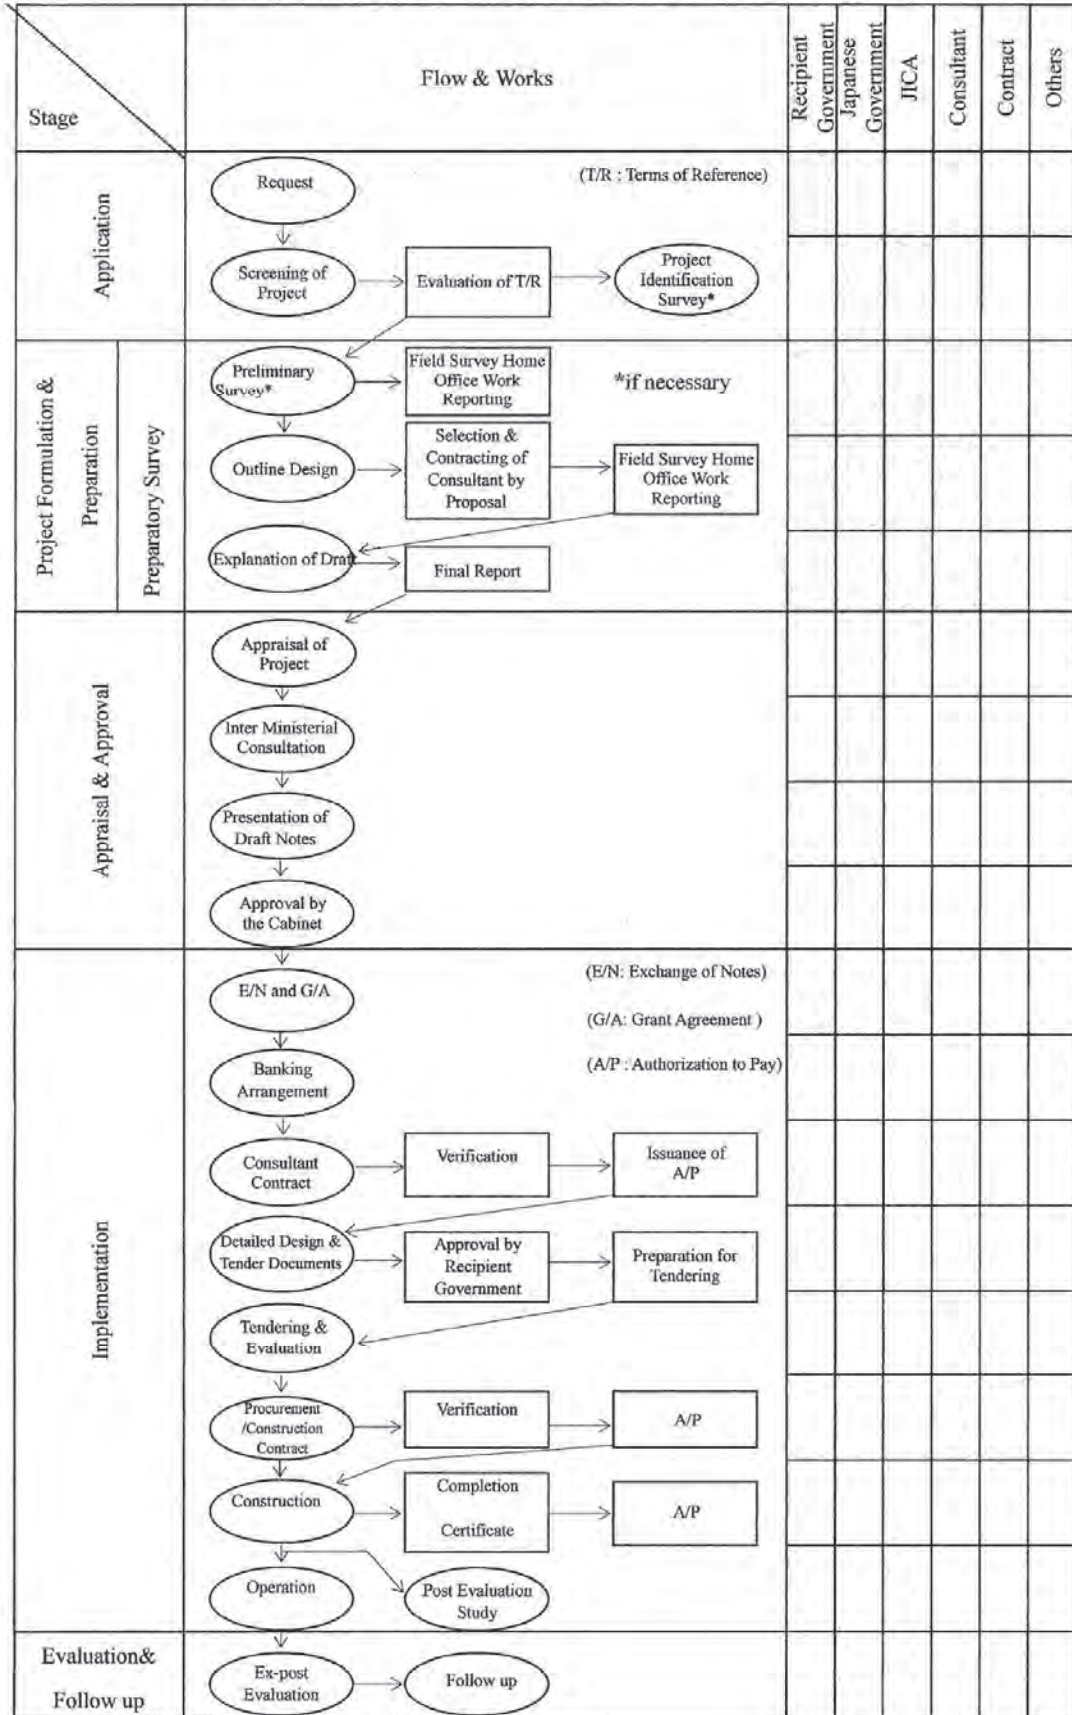 Stage
Flow & Works
Recipient
Government
Japanese
Government
JICA
Consultant
Contract
Others
Application
Request
(T/R : Terms of Reference)
Screening of
Project
Evaluation of T/R
Project
Identification
Survey*
Project Formulation &
Preparation
Preparatory Survey
Preliminary
Survey*
Field Survey Home
Office Work
Reporting
*if necessary
Outline Design
Selection &
Contracting of
Consultant by
Proposal
Field Survey Home
Office Work
Reporting
Explanation of Draft
Final Report
Appraisal & Approval
Appraisal of
Project
Inter Ministerial
Consultation
Presentation of
Draft Notes
Approval by
the Cabinet
Implementation
E/N and G/A
(E/N: Exchange of Notes)
(G/A: Grant Agreement )
(A/P : Authorization to Pay)
Banking
Arrangement
Consultant
Contract
Verification
Issuance of
A/P
Detailed Design &
Tender Documents
Approval by
Recipient
Government
Preparation for
Tendering
Tendering &
Evaluation
Procurement
/Construction
Contract
Verification
A/P
Construction
Completion
Certificate
A/P
Operation
Post Evaluation
Study
Evaluation&
Follow up
Ex-post
Evaluation
Follow up